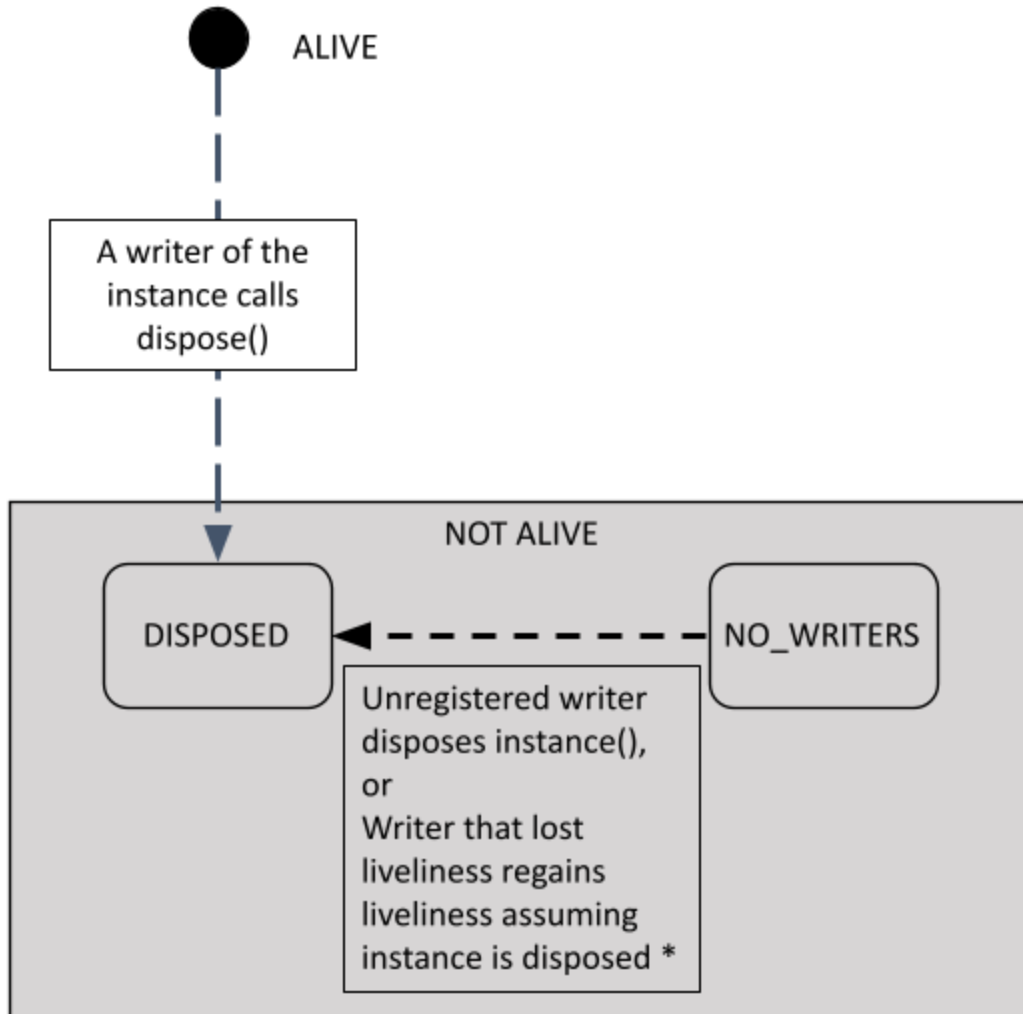 ALIVE
A writer of the
instance calls
dispose()
NOT ALIVE
DISPOSED
NO_WRITERS
Unregistered writer
disposes instance(),
or
Writer that lost
liveliness regains
liveliness assuming
instance is disposed *